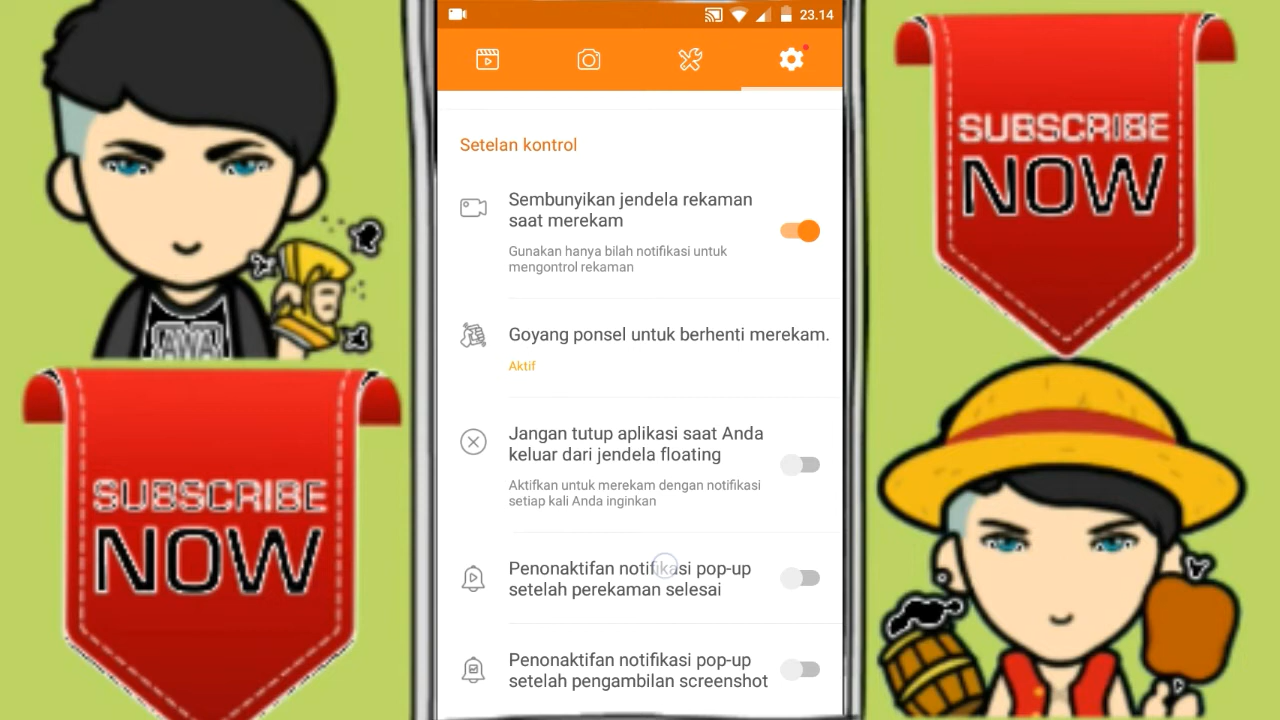 23.14
Setelan kontrol
Sembunyikan jendela rekaman
saat merekam
Gunakan hanya bilah notifikasi untuk
mengontrol rekaman
Goyang ponsel untuk berhenti merekam.
Aktif
Jangan tutup aplikasi saat Anda
keluar dari jendela floating
Aktifkan untuk merekam dengan notifikasi
setiap kali Anda inginkan
Penonaktifan notifikasi pop-up
setelah perekaman selesai
Penonaktifan notifikasi pop-up
setelah pengambilan screenshot
SUBSCRIBE
NOW
SUBSCRIBE
NOW